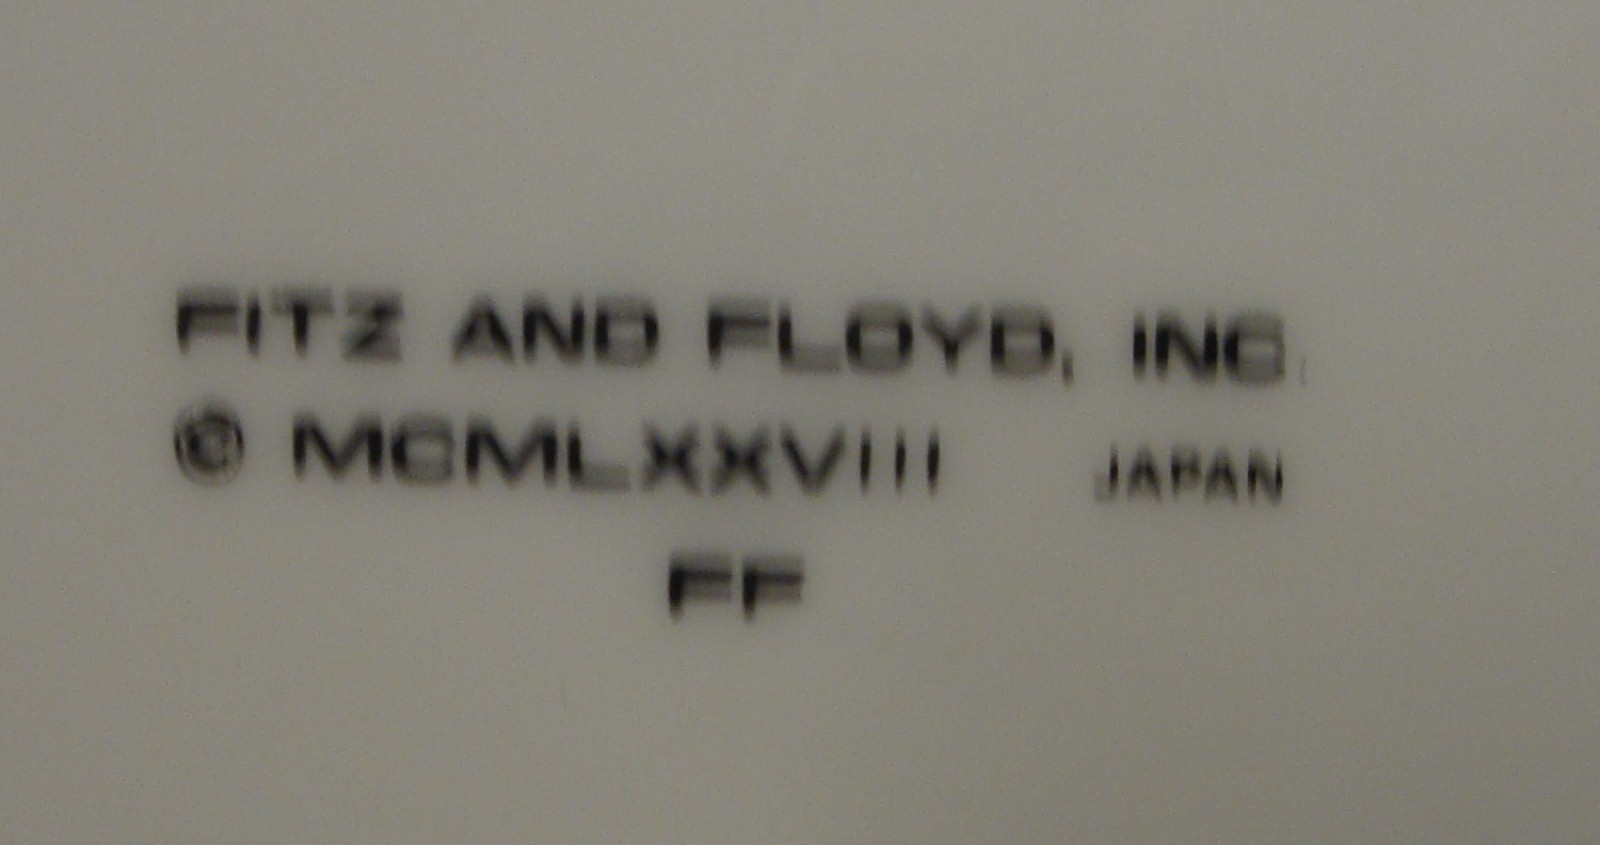 FITZ AND FLOYD, INC.
© MCMLXXVIII JAPAN
FF